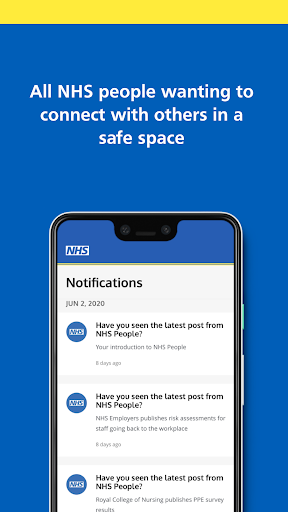 All NHS people wanting to
connect with others in a
safe space
NHS
Notifications
JUN 2, 2020
NHS
Have you seen the latest post from
NHS People?
Your introduction to NHS People
8 days ago
NHS
Have you seen the latest post from
NHS People?
NHS Employers publishes risk assessments for
staff going back to the workplace
8 days ago
NHS
Have you seen the latest post from
NHS People?
Royal College of Nursing publishes PPE survey
results